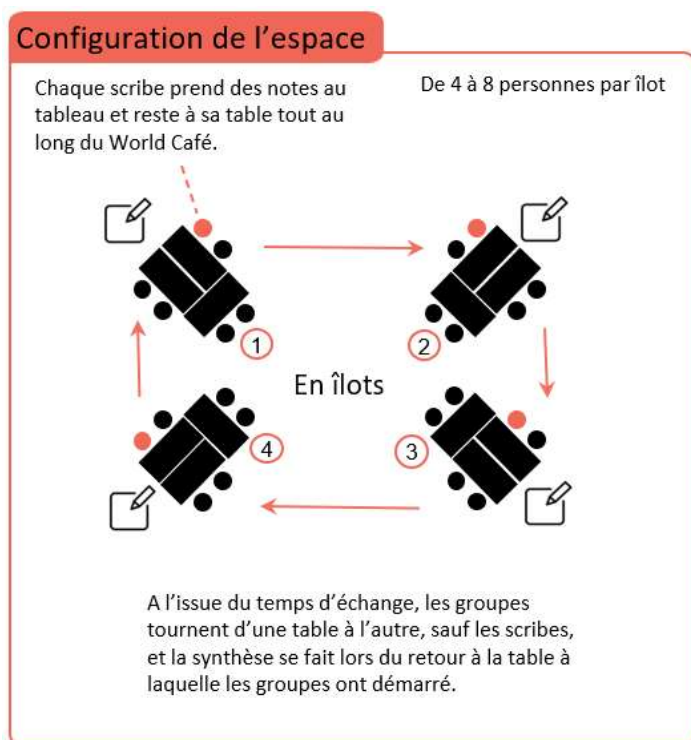 Configuration de l'espace
Chaque scribe prend des notes au
tableau et reste à sa table tout au
long du World Café.
De 4 à 8 personnes par îlot
1
2
En îlots
4
3
A l'issue du temps d'échange, les groupes
tournent d'une table à l'autre, sauf les scribes,
et la synthèse se fait lors du retour à la table à
laquelle les groupes ont démarré.